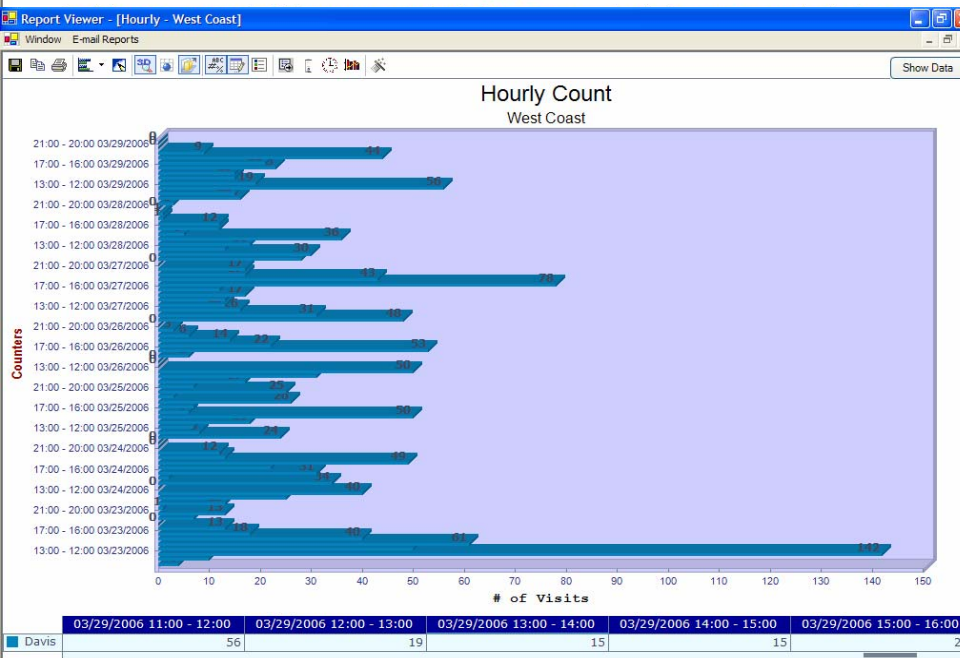 Report Viewer - [Hourly - West Coast]
Window E-mail Reports
Show Data
Hourly Count
West Coast
Counters
21:00 - 20:00 03/29/2006
17:00 - 16:00 03/29/2006
13:00 - 12:00 03/29/2006
21:00 - 20:00 03/28/2006
17:00 - 16:00 03/28/2006
13:00 - 12:00 03/28/2006
21:00 - 20:00 03/27/2006
17:00 - 16:00 03/27/2006
13:00 - 12:00 03/27/2006
21:00 - 20:00 03/26/2006
17:00 - 16:00 03/26/2006
13:00 - 12:00 03/26/2006
21:00 - 20:00 03/25/2006
17:00 - 16:00 03/25/2006
13:00 - 12:00 03/25/2006
21:00 - 20:00 03/24/2006
17:00 - 16:00 03/24/2006
13:00 - 12:00 03/24/2006
21:00 - 20:00 03/23/2006
17:00 - 16:00 03/23/2006
13:00 - 12:00 03/23/2006
9
44
19
56
12
36
30
43
78
31
48
6
14
22
53
50
25
50
24
12
49
34
40
13
18
40
61
142
0 10 20 30 40 50 60 70 80 90 100 110 120 130 140 150
# of Visits
03/29/2006 11:00 - 12:00 03/29/2006 12:00 - 13:00 03/29/2006 13:00 - 14:00 03/29/2006 14:00 - 15:00 03/29/2006 15:00 - 16:00
Davis 56 19 15 15